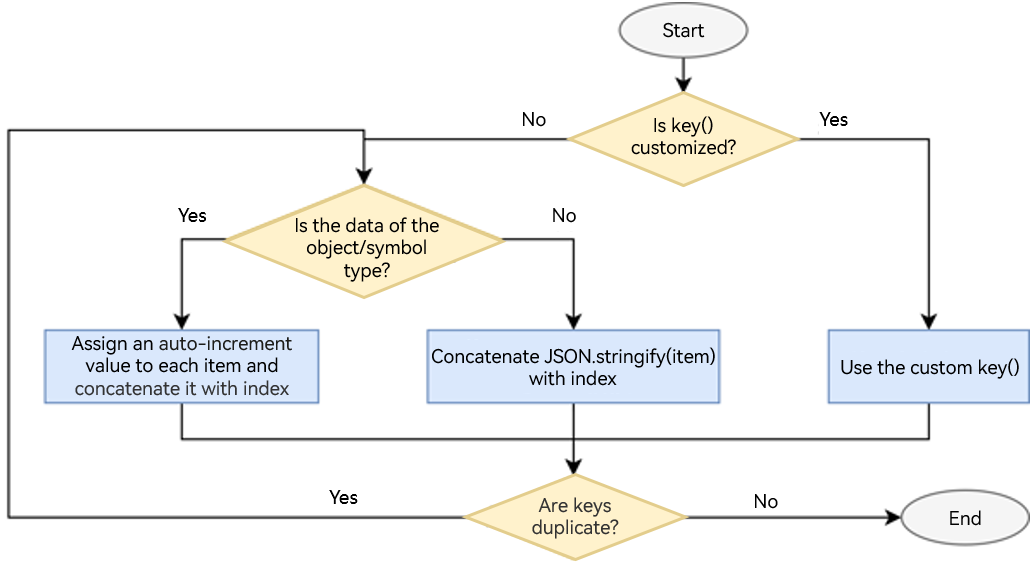 Start
Is key()
customized?
No
Yes
Is the data of the
object/symbol
type?
Yes
No
Assign an auto-increment
value to each item and
concatenate it with index
Concatenate JSON.stringify(item)
with index
Use the custom key()
Are keys
duplicate?
Yes
No
End